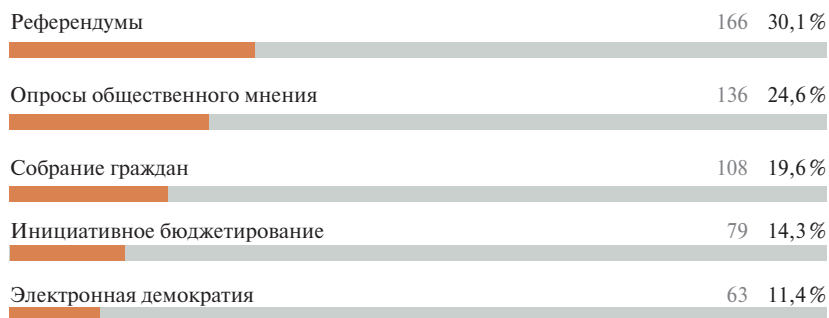 Референдумы 166 30,1%
Опросы общественного мнения 136 24,6%
Собрание граждан 108 19,6%
Инициативное бюджетирование 79 14,3%
Электронная демократия 63 11,4%